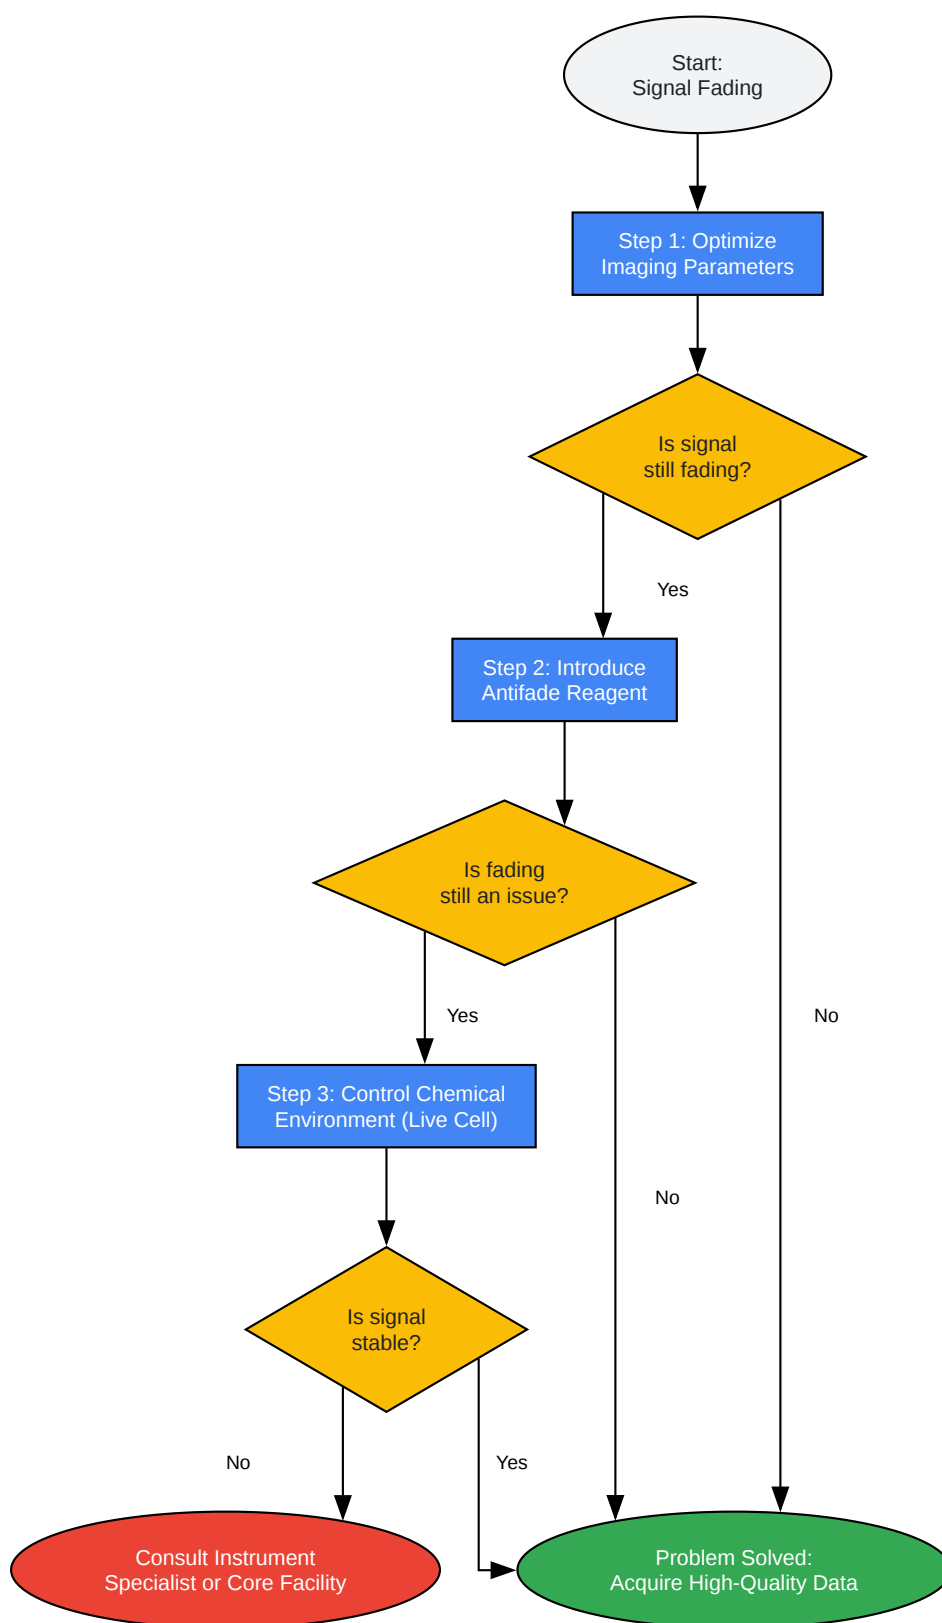 Start:
Signal Fading
Step 1: Optimize
Imaging Parameters
Is signal
still fading?
Yes
Step 2: Introduce
Antifade Reagent
Is fading
still an issue?
Yes
No
Step 3: Control Chemical
Environment (Live Cell)
No
Is signal
stable?
No
Yes
Consult Instrument
Specialist or Core Facility
Problem Solved:
Acquire High-Quality Data